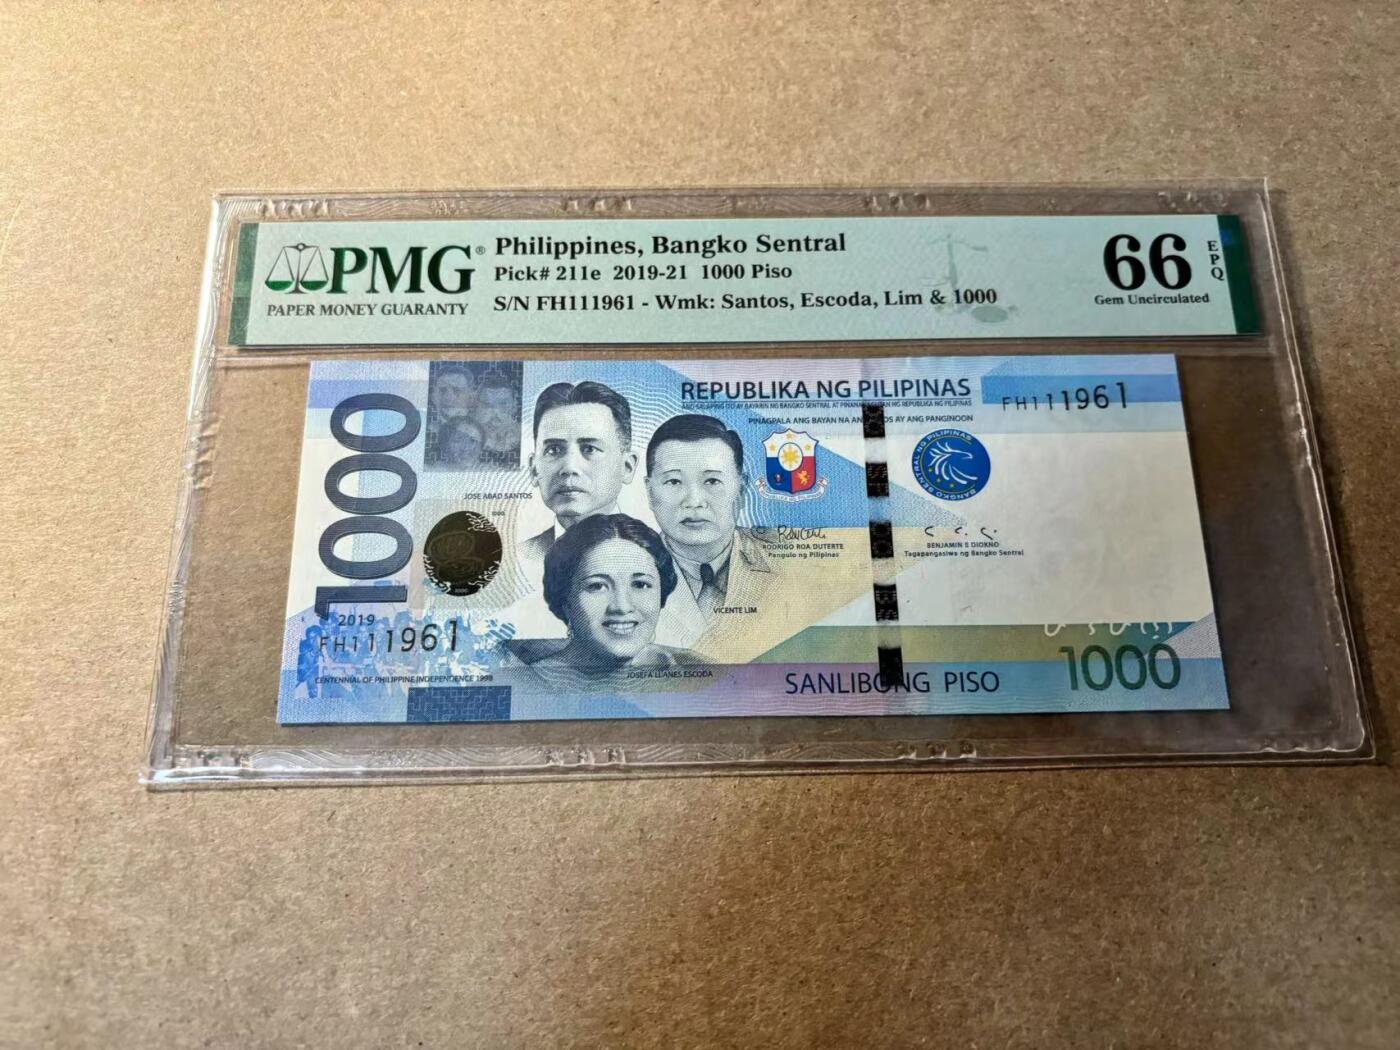 PMG®
PAPER MONEY GUARANTY
Philippines, Bangko Sentral
Pick# 211e 2019-21 1000 Piso
S/N FH111961 - Wmk: Santos, Escoda, Lim & 1000
66
EPQ
Gem Uncirculated
REPUBLIKA NG PILIPINAS
PINAGPALA ANG BAYAN NA AN OS AY ANG PANGINOON
FH111961
1000
JOSE ABAD SANTOS
1000
BANGKO SENTRAL NG PILIPINAS
RODRIGO ROA DUTERTE
Pangulo ng Pilipinas
BENJAMIN E DIOKNO
Tagapangasiwa ng Bangko Sentral
VICENTE LIM
2019
FH111961
JOSEFA LLANES ESCODA
CENTENNIAL OF PHILIPPINE INDEPENDENCE 1998
SANLIBONG PISO
1000